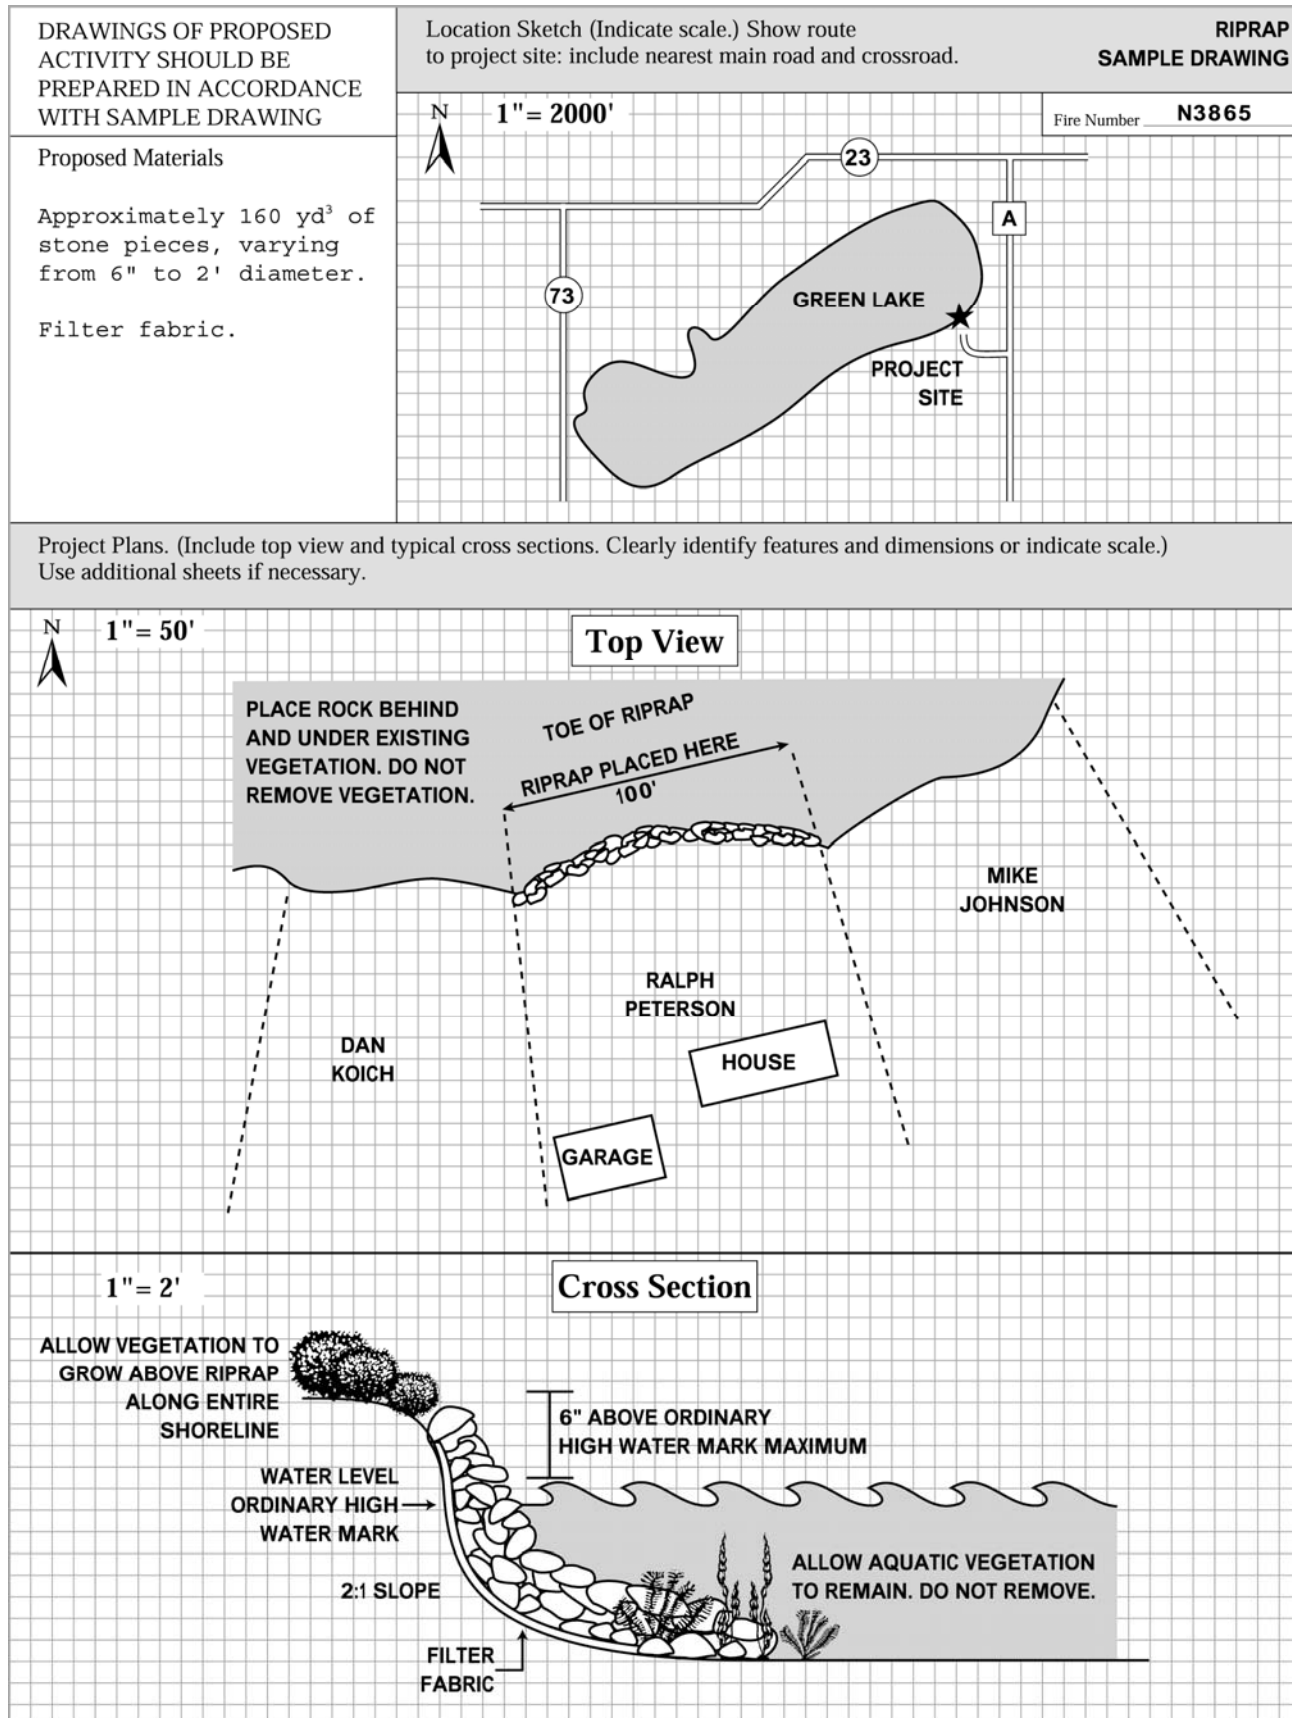 DRAWINGS OF PROPOSED
ACTIVITY SHOULD BE
PREPARED IN ACCORDANCE
WITH SAMPLE DRAWING
Location Sketch (Indicate scale.) Show route
to project site: include nearest main road and crossroad.
RIPRAP
SAMPLE DRAWING
Proposed Materials
Approximately 160 yd³ of
stone pieces, varying
from 6" to 2' diameter.
Filter fabric.
N
1"= 2000'
Fire Number N3865
23
A
73
GREEN LAKE
PROJECT
SITE
Project Plans. (Include top view and typical cross sections. Clearly identify features and dimensions or indicate scale.)
Use additional sheets if necessary.
N
1"= 50'
Top View
PLACE ROCK BEHIND
AND UNDER EXISTING
VEGETATION. DO NOT
REMOVE VEGETATION.
TOE OF RIPRAP
RIPRAP PLACED HERE
100'
MIKE
JOHNSON
RALPH
PETERSON
DAN
KOICH
HOUSE
GARAGE
1"= 2'
Cross Section
ALLOW VEGETATION TO
GROW ABOVE RIPRAP
ALONG ENTIRE
SHORELINE
6" ABOVE ORDINARY
HIGH WATER MARK MAXIMUM
WATER LEVEL
ORDINARY HIGH
WATER MARK
2:1 SLOPE
ALLOW AQUATIC VEGETATION
TO REMAIN. DO NOT REMOVE.
FILTER
FABRIC